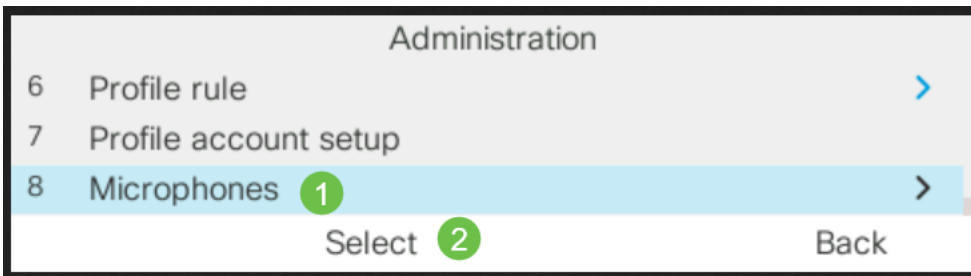 Administration
6 Profile rule >
7 Profile account setup
8 Microphones 1 >
Select 2 Back